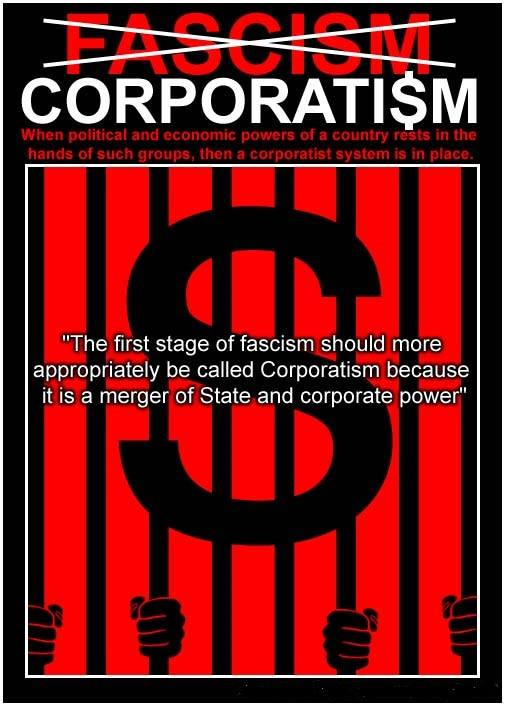 FASCISM
CORPORATI$M
When political and economic powers of a country rests in the
hands of such groups, then a corporatist system is in place.
$
"The first stage of fascism should more
appropriately be called Corporatism because
it is a merger of State and corporate power"